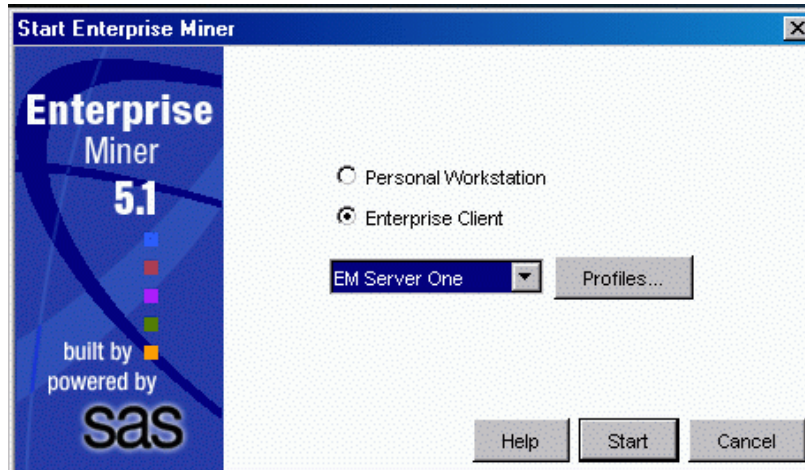 Start Enterprise Miner
Enterprise
Miner
5.1
built by
powered by
sas
Personal Workstation
Enterprise Client
EM Server One
Profiles...
Help
Start
Cancel